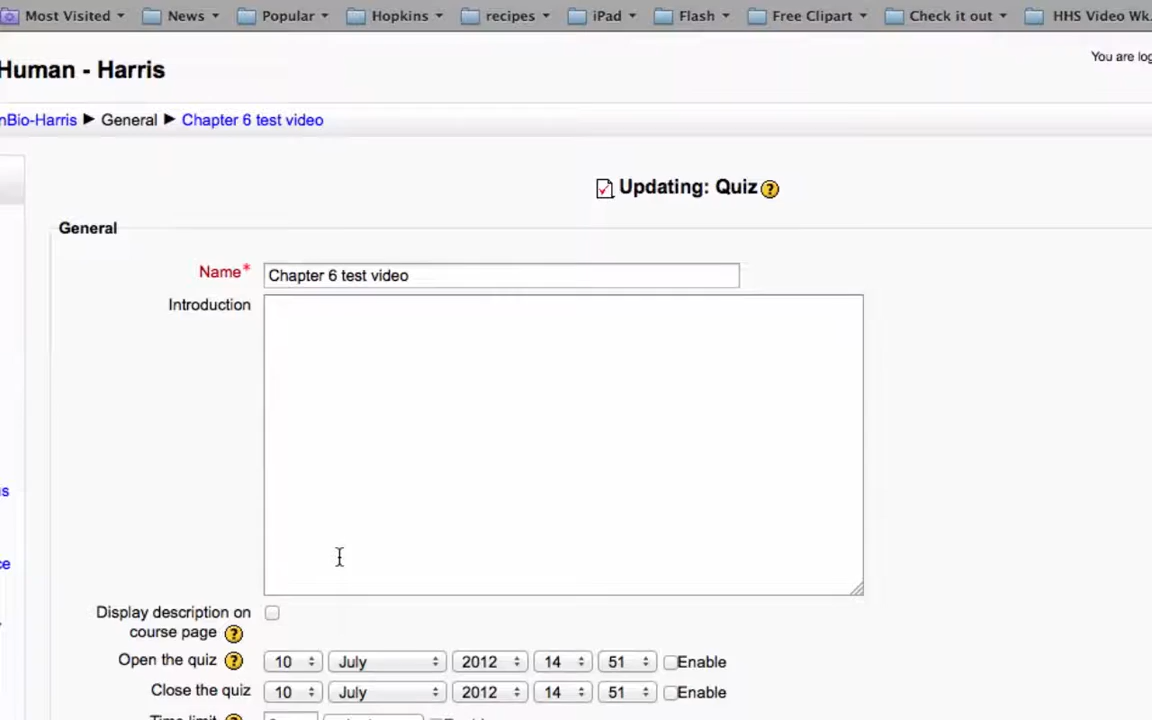 Most Visited News Popular Hopkins recipes iPad Flash Free Clipart Check it out HHS Video Wk.
You are log
Human - Harris
nBio-Harris ► General ► Chapter 6 test video
Updating: Quiz ?
General
Name* Chapter 6 test video
Introduction
s
ce
Display description on
course page ?
Open the quiz ? 10 July 2012 14 51 Enable
Close the quiz 10 July 2012 14 51 Enable
Time limit ?